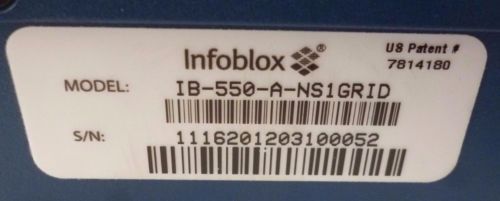 Infoblox®
US Patent #
7814180
MODEL: IB-550-A-NS1GRID
S/N: 1116201203100052